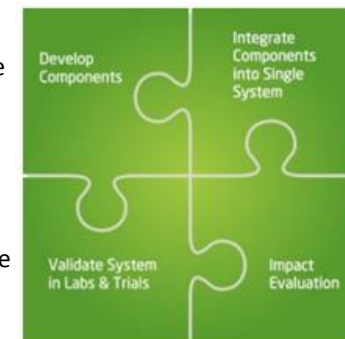 Develop
Components
Integrate
Components
into Single
System
e
e
Validate System
in Labs & Trials
Impact
Evaluation